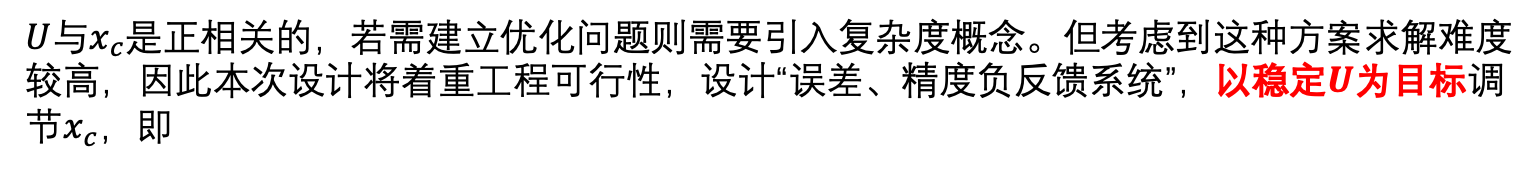 U与x_c是正相关的，若需建立优化问题则需要引入复杂度概念。但考虑到这种方案求解难度
较高，因此本次设计将着重工程可行性，设计“误差、精度负反馈系统”，以稳定U为目标调
节x_c，即